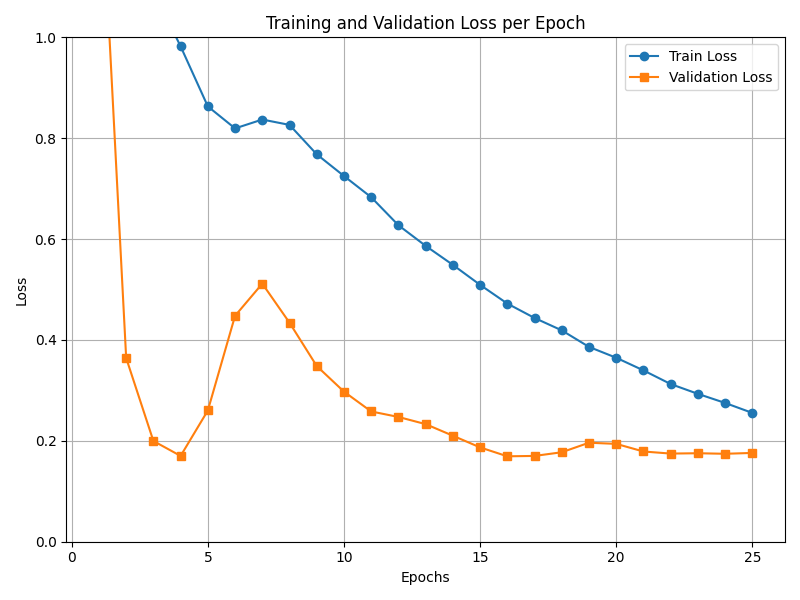 Training and Validation Loss per Epoch
Train Loss
Validation Loss
1.0
0.8
0.6
0.4
0.2
0.0
Loss
0 5 10 15 20 25
Epochs